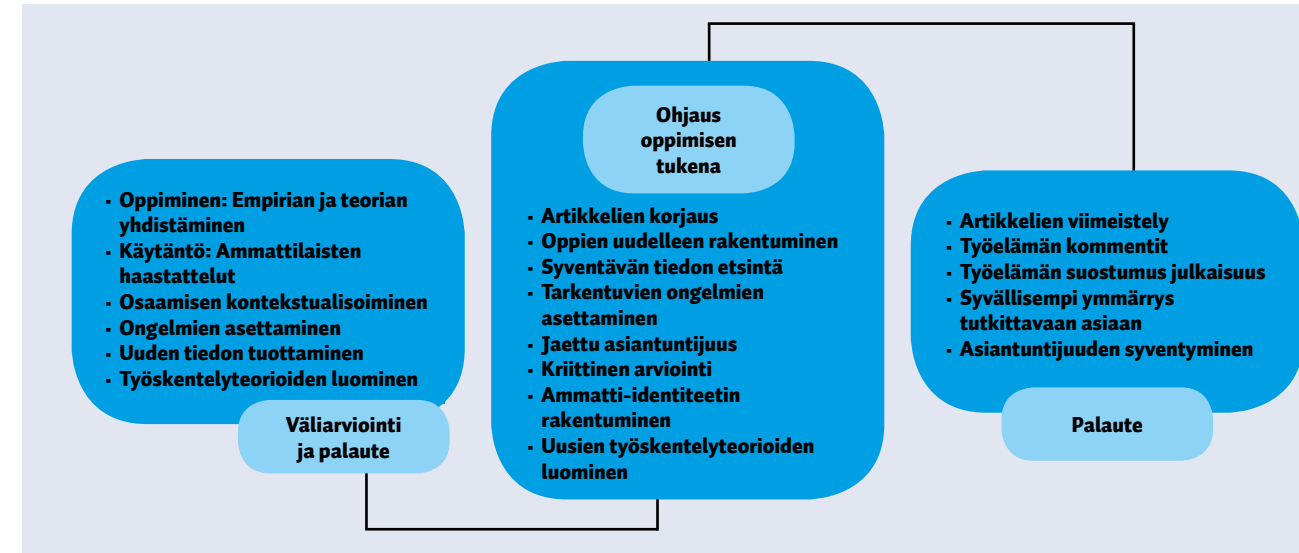 - Oppiminen: Empirian ja teorian
yhdistäminen
- Käytäntö: Ammattilaisten
haastattelut
- Osaamisen kontekstualisoiminen
- Ongelmien asettaminen
- Uuden tiedon tuottaminen
- Työskentelyteorioiden luominen
Väliarviointi
ja palaute
Ohjaus
oppimisen
tukena
- Artikkelien korjaus
- Oppien uudelleen rakentuminen
- Syventävän tiedon etsintä
- Tarkentuvien ongelmien
asettaminen
- Jaettu asiantuntijuus
- Kriittinen arviointi
- Ammatti-identiteetin
rakentuminen
- Uusien työskentelyteorioiden
luominen
- Artikkelien viimeistely
- Työelämän kommentit
- Työelämän suostumus julkaisuus
- Syvällisempi ymmärrys
tutkittavaan asiaan
- Asiantuntijuuden syventyminen
Palaute